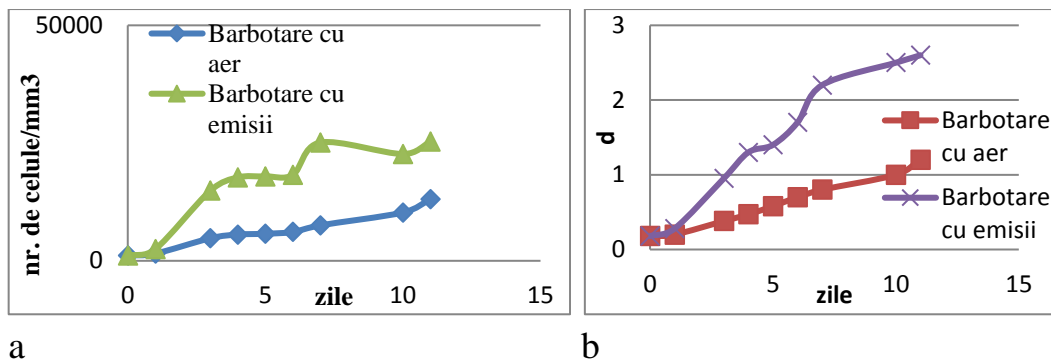 50000
0
nr. de celule/mm3
Barbotare cu
aer
Barbotare cu
emisii
0
5
10
15
zile
a
3
2
1
0
d
Barbotare
cu aer
Barbotare
cu emisii
0
5
10
15
zile
b